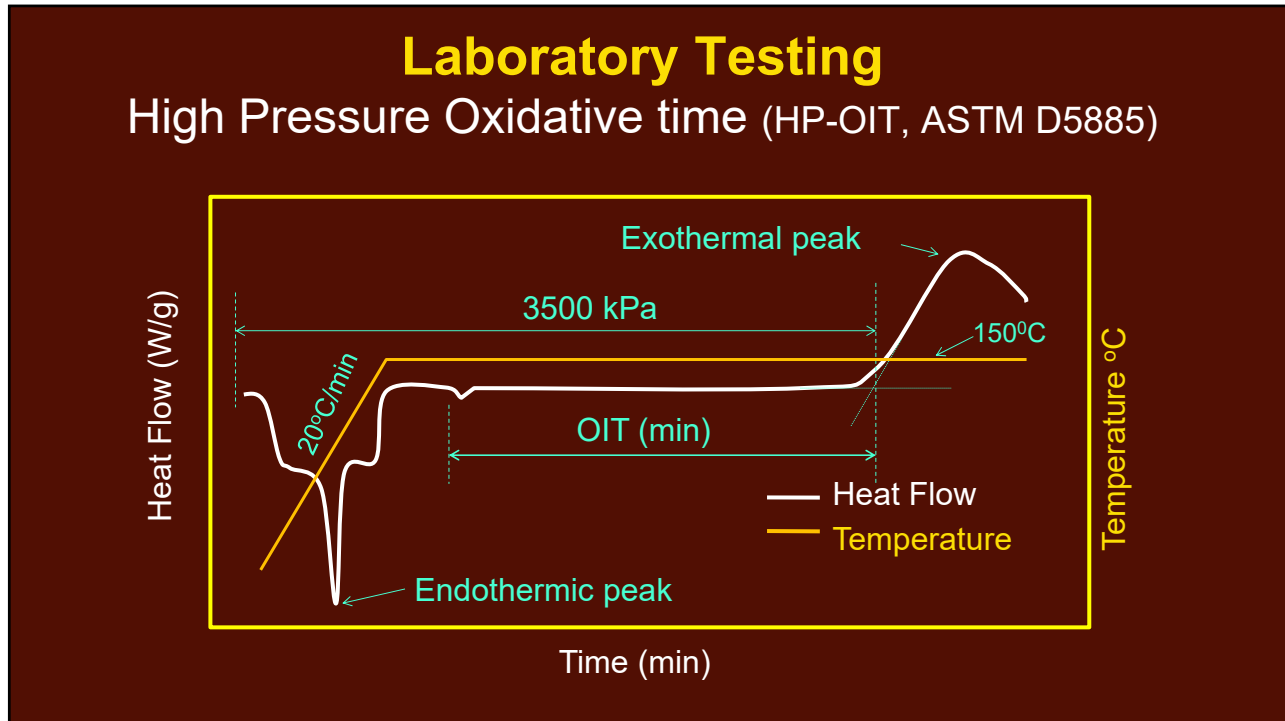 Laboratory Testing
High Pressure Oxidative time (HP-OIT, ASTM D5885)
Exothermal peak
3500 kPa
150⁰C
20ᵒC/min
OIT (min)
Heat Flow
Temperature
Endothermic peak
Heat Flow (W/g)
Temperature ᵒC
Time (min)